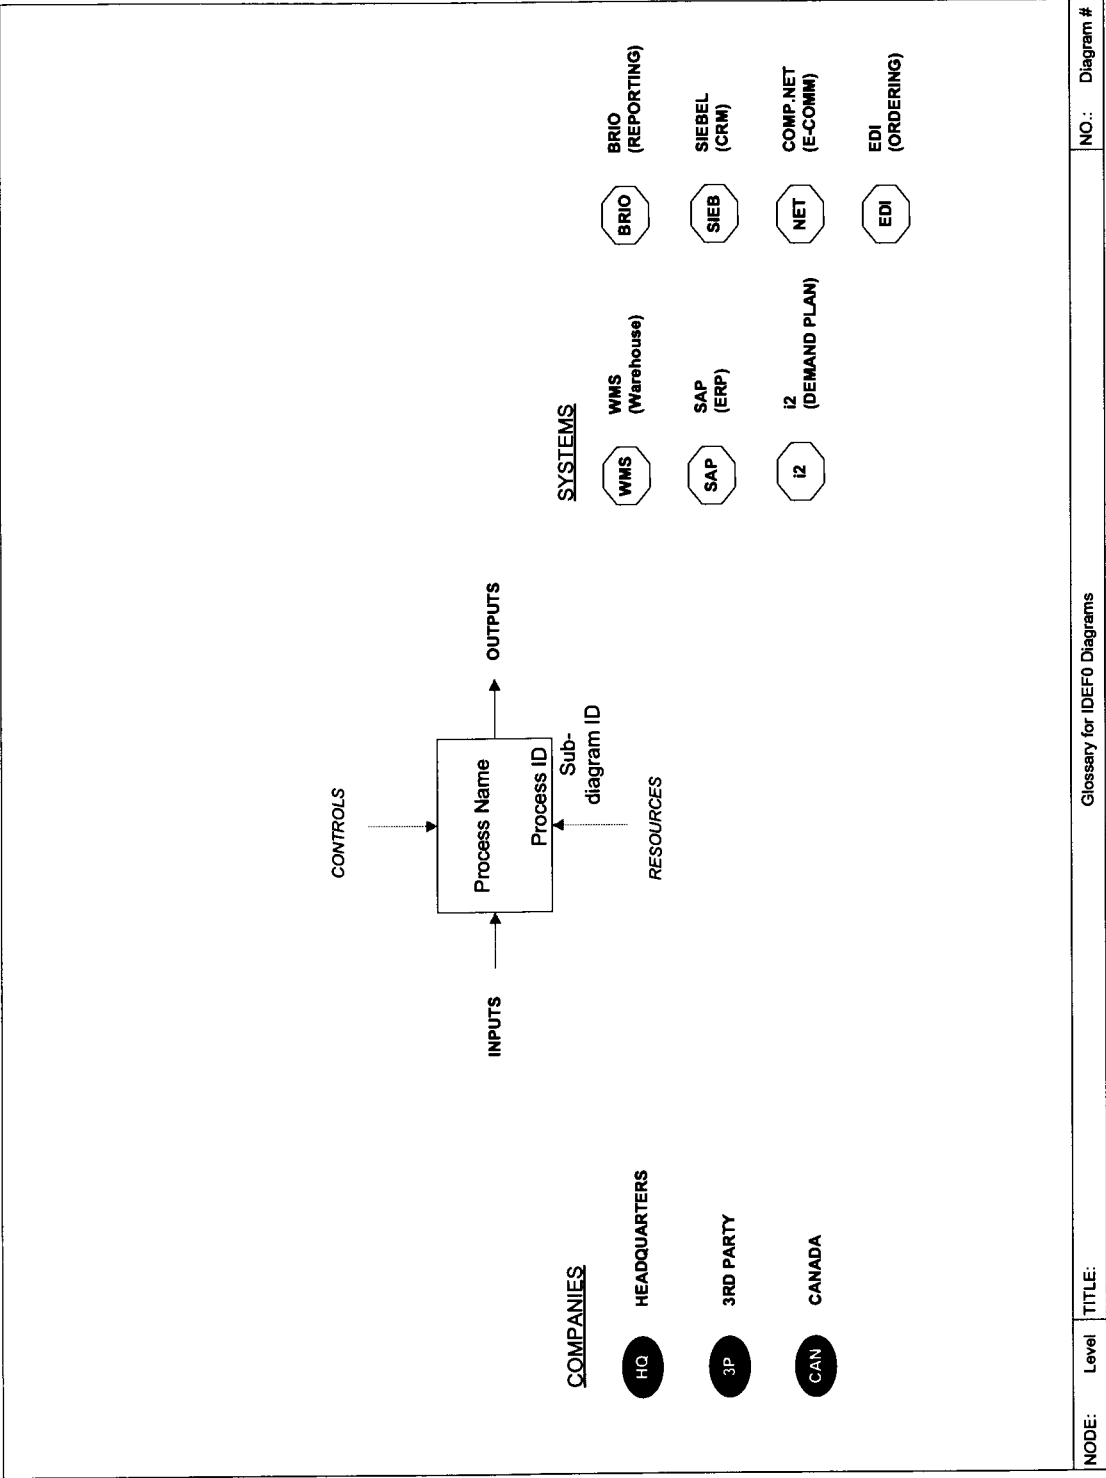 CONTROLS
INPUTS
Process Name
Process ID
OUTPUTS
Sub-
diagram ID
RESOURCES
COMPANIES
HQ
HEADQUARTERS
3P
3RD PARTY
CAN
CANADA
SYSTEMS
WMS
WMS
(Warehouse)
SAP
SAP
(ERP)
i2
i2
(DEMAND PLAN)
BRIO
BRIO
(REPORTING)
SIEB
SIEBEL
(CRM)
NET
COMP.NET
(E-COMM)
EDI
EDI
(ORDERING)
NODE: Level
TITLE: Glossary for IDEF0 Diagrams
NO.: Diagram #